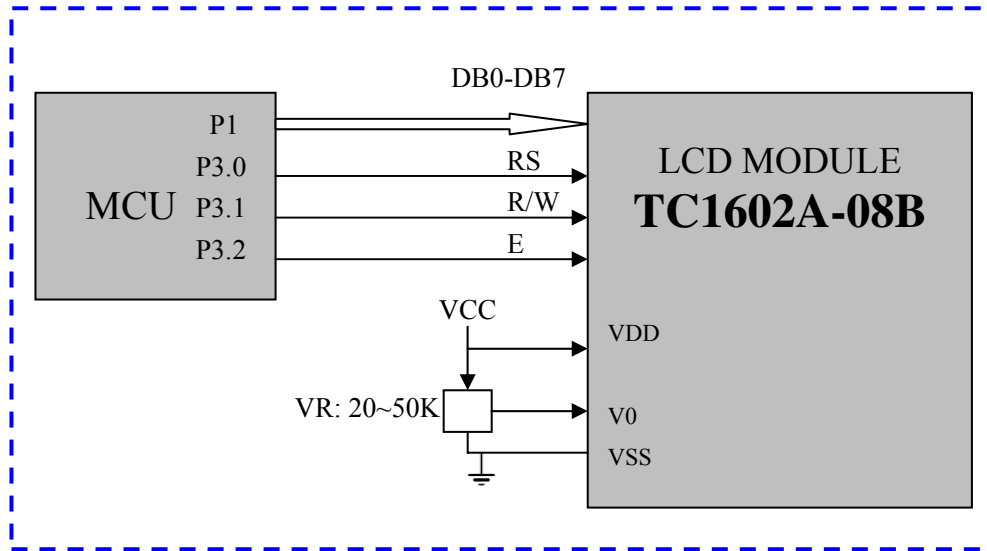 DB0-DB7
P1
P3.0
MCU P3.1
P3.2
RS
R/W
E
LCD MODULE
TC1602A-08B
VCC
VDD
VR: 20~50K
V0
VSS